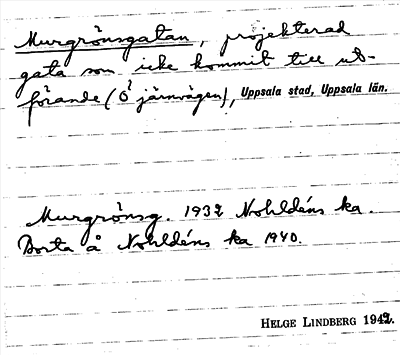 Murgrönsgatan, projekterad
gata som icke kommit till ut-
förande (Ö järnvägen), Uppsala stad, Uppsala län.
Murgrönsg. 1932 Nohldéns ka.
Borta å Nohldéns ka 1940.
HELGE LINDBERG 1942.